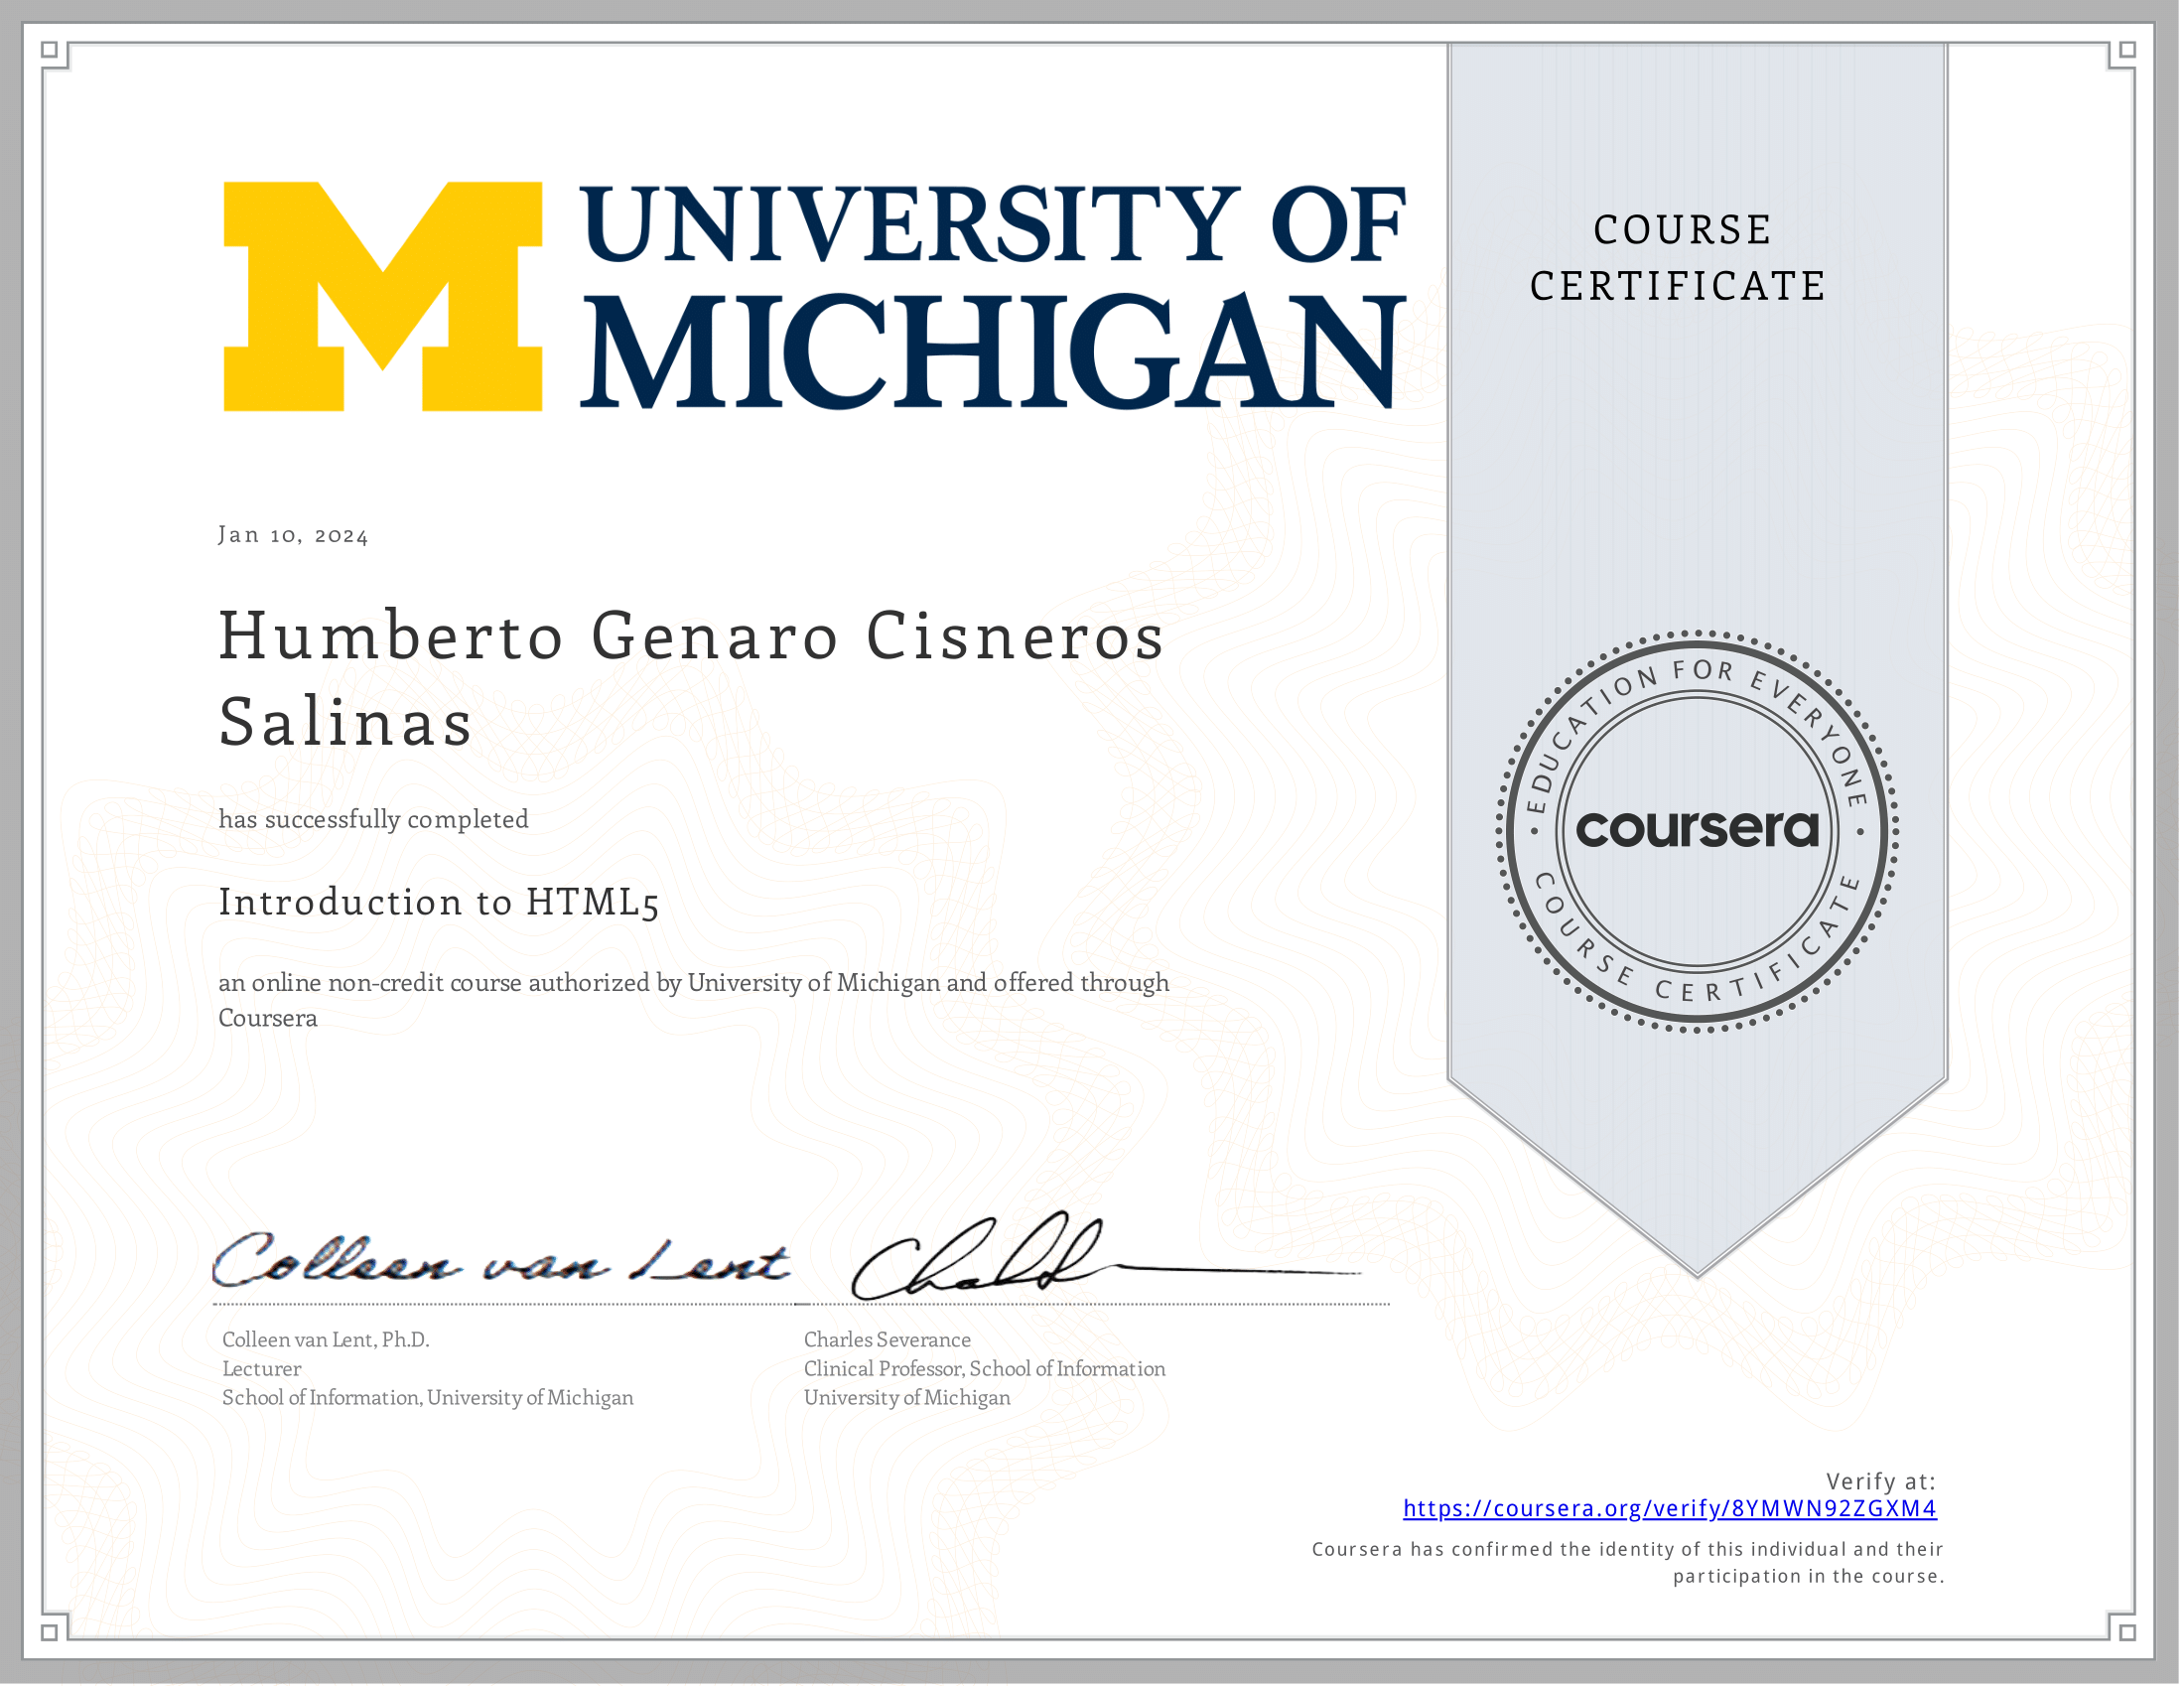 UNIVERSITY OF
MICHIGAN
COURSE
CERTIFICATE
Jan 10, 2024
Humberto Genaro Cisneros
Salinas
has successfully completed
Introduction to HTML5
an online non-credit course authorized by University of Michigan and offered through
Coursera
EDUCATION FOR EVERYONE
coursera
COURSE CERTIFICATE
Colleen van Lent
Colleen van Lent, Ph.D.
Lecturer
School of Information, University of Michigan
Charles Severance
Clinical Professor, School of Information
University of Michigan
Verify at:
https://coursera.org/verify/8YMWN92ZGXM4
Coursera has confirmed the identity of this individual and their
participation in the course.